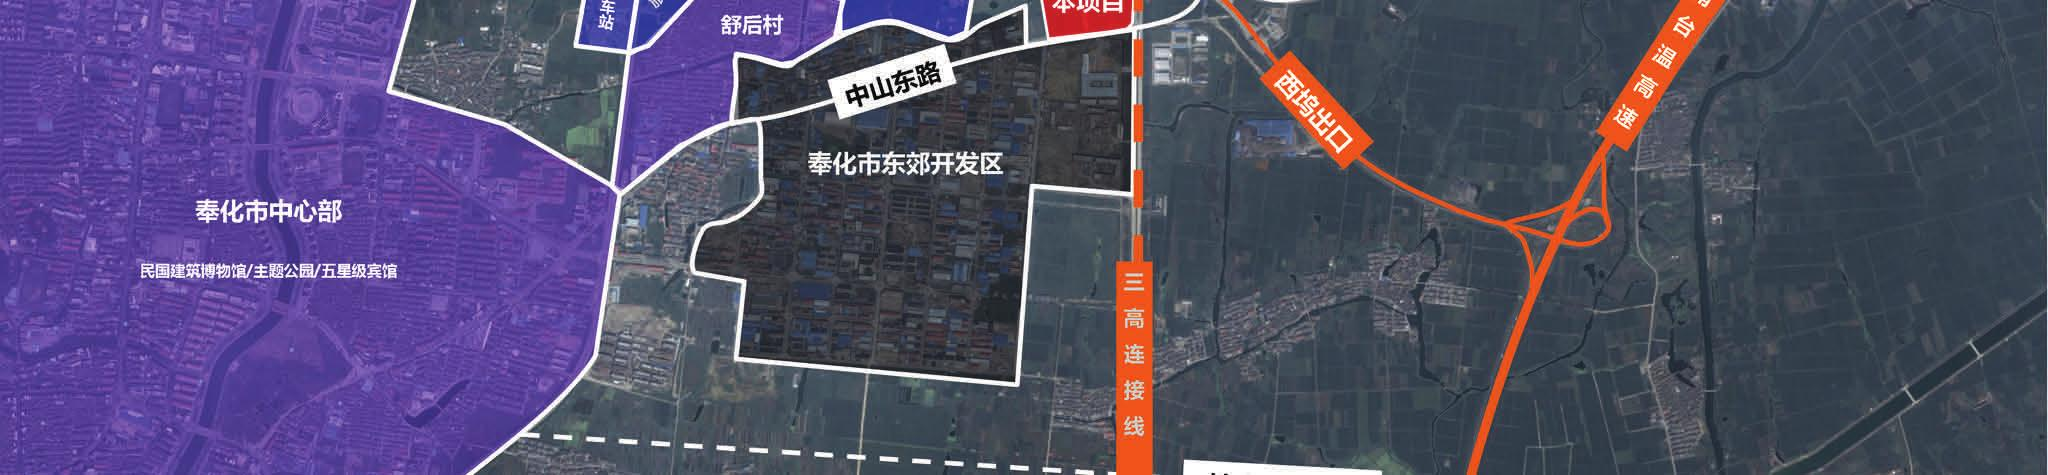 车站
舒后村
本项目
中山东路
西坞出口
台温高速
奉化市东郊开发区
奉化市中心部
民国建筑博物馆/主题公园/五星级宾馆
三高连接线